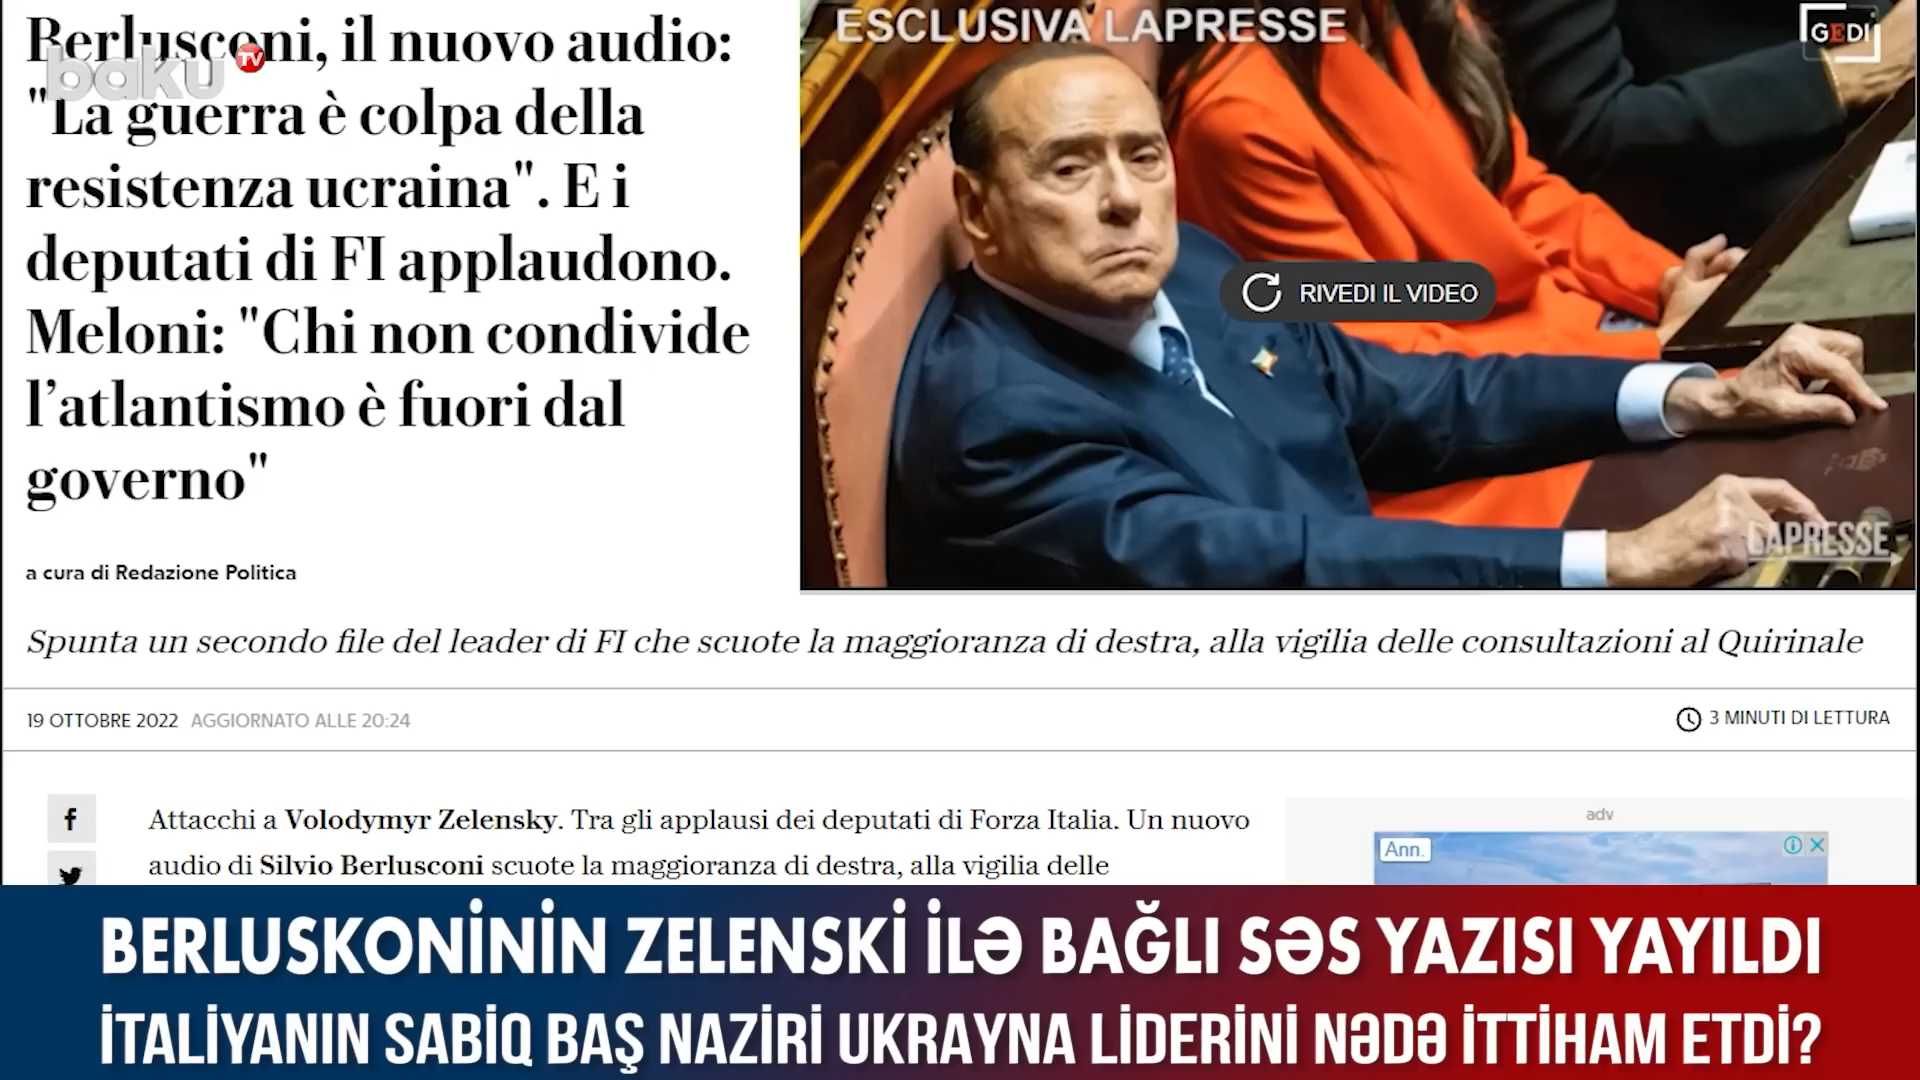 Berlusconi, il nuovo audio:
"La guerra è colpa della
resistenza ucraina". E i
deputati di FI applaudono.
Meloni: "Chi non condivide
l’atlantismo è fuori dal
governo"
baku TV
a cura di Redazione Politica
ESCLUSIVA LAPRESSE
GEDI
RIVEDI IL VIDEO
LAPRESSE
Spunta un secondo file del leader di FI che scuote la maggioranza di destra, alla vigilia delle consultazioni al Quirinale
19 OTTOBRE 2022 AGGIORNATO ALLE 20:24
3 MINUTI DI LETTURA
Attacchi a Volodymyr Zelensky. Tra gli applausi dei deputati di Forza Italia. Un nuovo
audio di Silvio Berlusconi scuote la maggioranza di destra, alla vigilia delle
adv
Ann.
BERLUSKONİNİN ZELENSKİ İLƏ BAĞLI SƏS YAZISI YAYILDI
İTALİYANIN SABİQ BAŞ NAZİRİ UKRAYNA LİDERİNİ NƏDƏ İTTİHAM ETDİ?